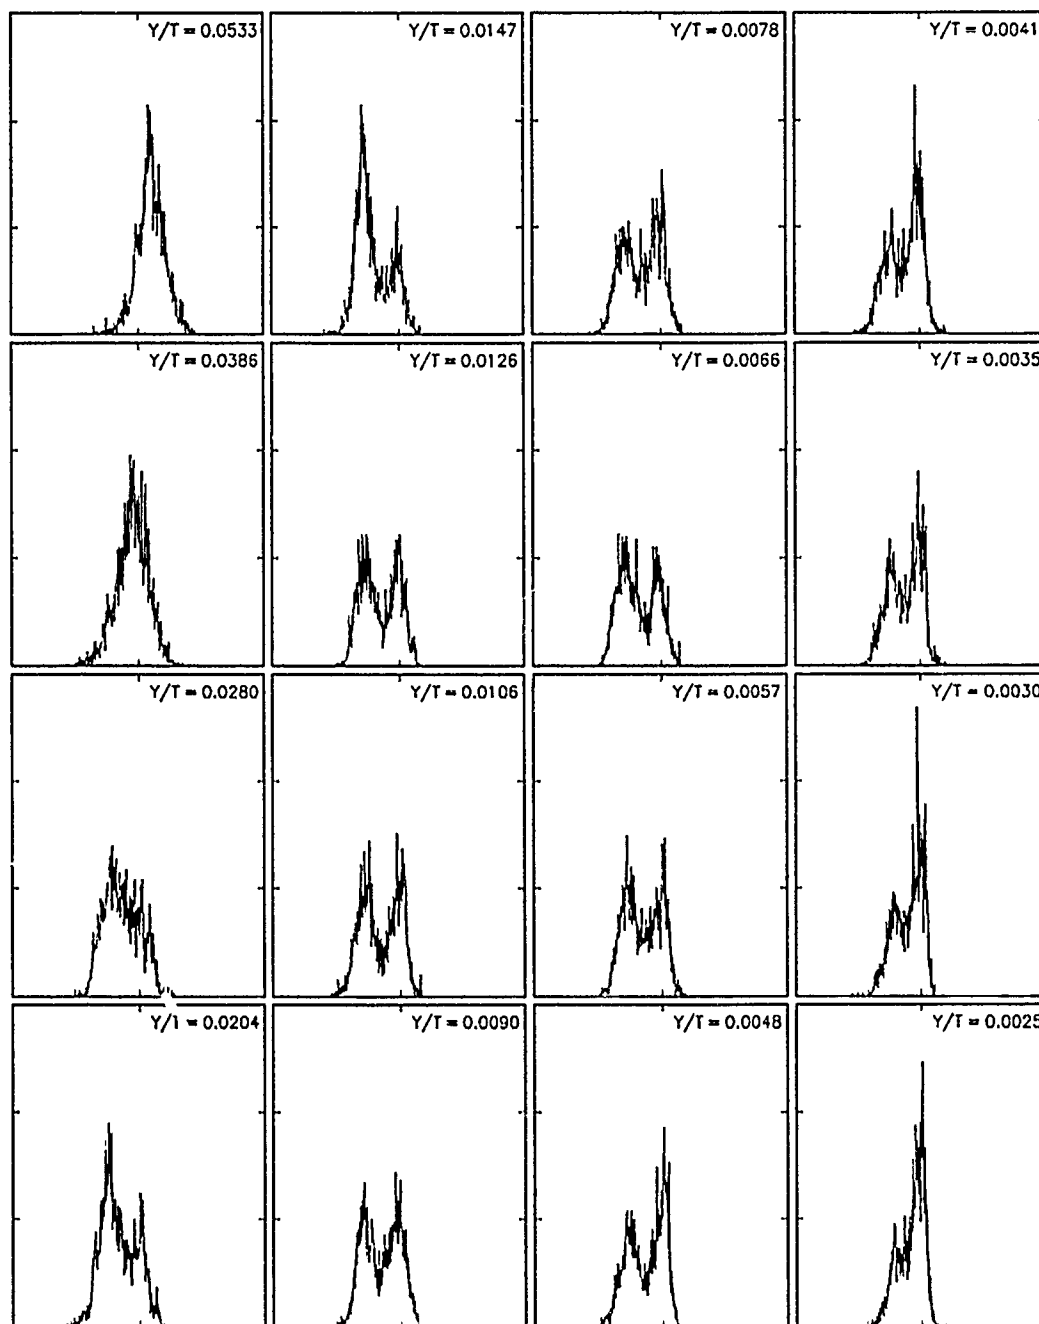 Y/T = 0.0533
Y/T = 0.0147
Y/T = 0.0078
Y/T = 0.0041
Y/T = 0.0386
Y/T = 0.0126
Y/T = 0.0066
Y/T = 0.0035
Y/T = 0.0280
Y/T = 0.0106
Y/T = 0.0057
Y/T = 0.0030
Y/1 = 0.0204
Y/T = 0.0090
Y/T = 0.0048
Y/T = 0.0025